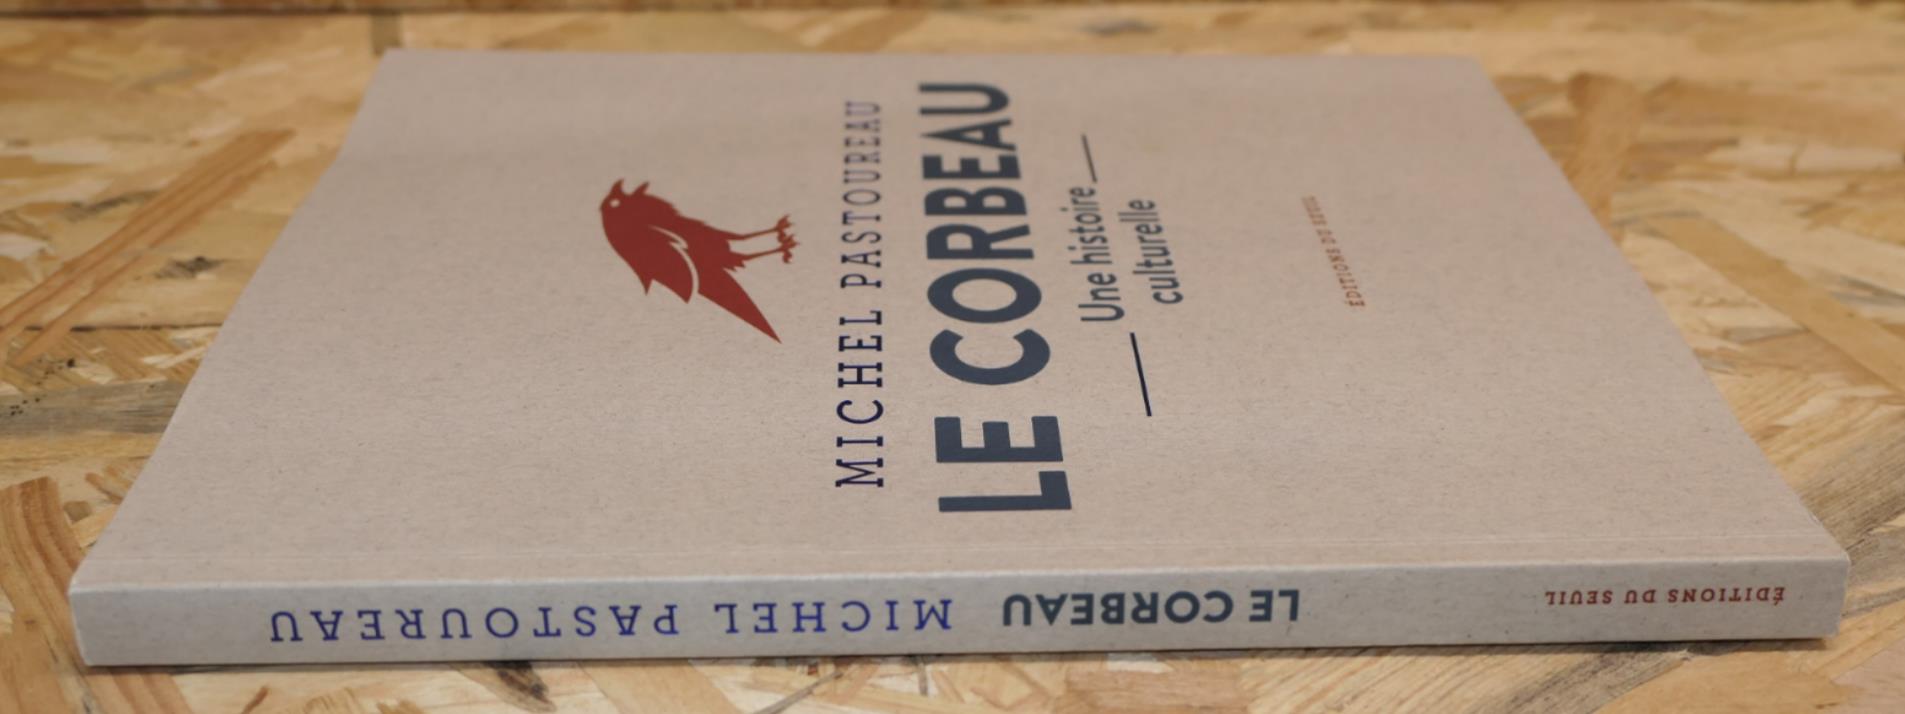 MICHEL PASTOUREAU
LE CORBEAU
Une histoire
culturelle
ÉDITIONS DU SEUIL
MICHEL PASTOUREAU LE CORBEAU ÉDITIONS DU SEUIL